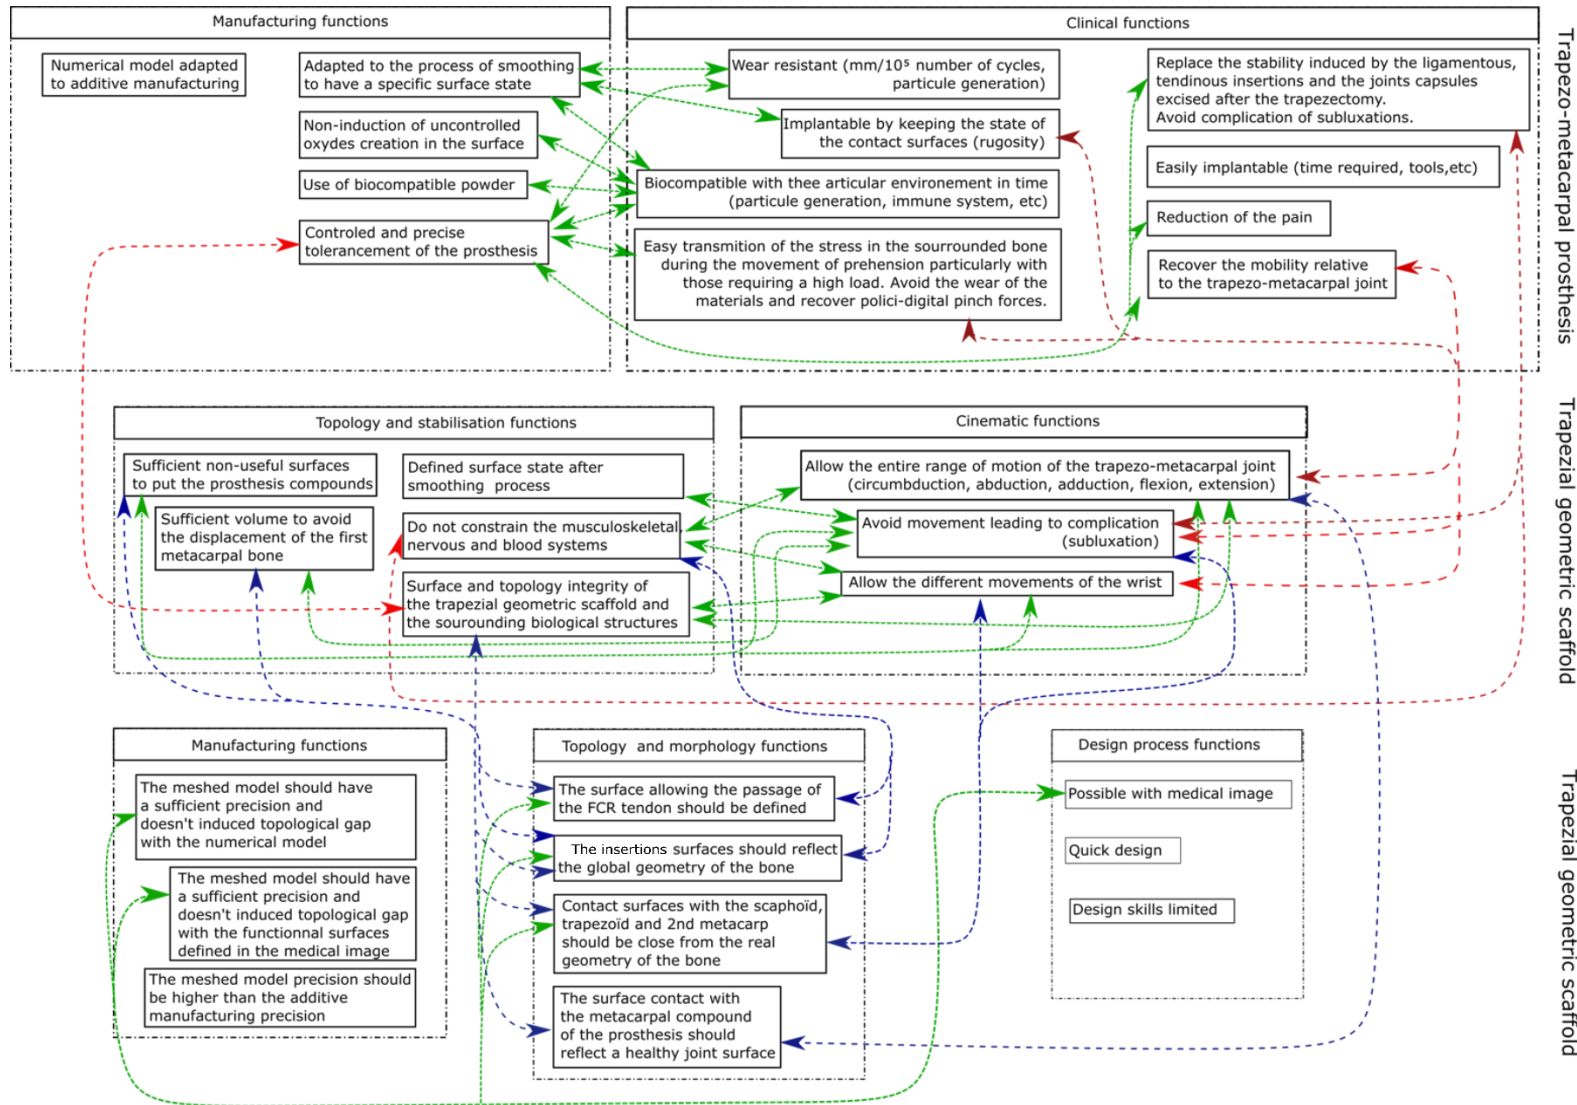 Manufacturing functions
Numerical model adapted
to additive manufacturing
Adapted to the process of smoothing
to have a specific surface state
Non-induction of uncontrolled
oxydes creation in the surface
Use of biocompatible powder
Controled and precise
tolerancement of the prosthesis
Clinical functions
Wear resistant (mm/10⁵ number of cycles,
particule generation)
Implantable by keeping the state of
the contact surfaces (rugosity)
Biocompatible with thee articular environement in time
(particule generation, immune system, etc)
Easy transmition of the stress in the sourrounded bone
during the movement of prehension particularly with
those requiring a high load. Avoid the wear of the
materials and recover polici-digital pinch forces.
Replace the stability induced by the ligamentous,
tendinous insertions and the joints capsules
excised after the trapezectomy.
Avoid complication of subluxations.
Easily implantable (time required, tools,etc)
Reduction of the pain
Recover the mobility relative
to the trapezo-metacarpal joint
Trapezo-metacarpal prosthesis
Topology and stabilisation functions
Sufficient non-useful surfaces
to put the prosthesis compounds
Sufficient volume to avoid
the displacement of the first
metacarpal bone
Defined surface state after
smoothing process
Do not constrain the musculoskeletal,
nervous and blood systems
Surface and topology integrity of
the trapezial geometric scaffold and
the sourounding biological structures
Cinematic functions
Allow the entire range of motion of the trapezo-metacarpal joint
(circumbduction, abduction, adduction, flexion, extension)
Avoid movement leading to complication
(subluxation)
Allow the different movements of the wrist
Trapezial geometric scaffold
Manufacturing functions
The meshed model should have
a sufficient precision and
doesn't induced topological gap
with the numerical model
The meshed model should have
a sufficient precision and
doesn't induced topological gap
with the functionnal surfaces
defined in the medical image
The meshed model precision should
be higher than the additive
manufacturing precision
Topology and morphology functions
The surface allowing the passage of
the FCR tendon should be defined
The insertions surfaces should reflect
the global geometry of the bone
Contact surfaces with the scaphoïd,
trapezoïd and 2nd metacarp
should be close from the real
geometry of the bone
The surface contact with
the metacarpal compound
of the prosthesis should
reflect a healthy joint surface
Design process functions
Possible with medical image
Quick design
Design skills limited
Trapezial geometric scaffold